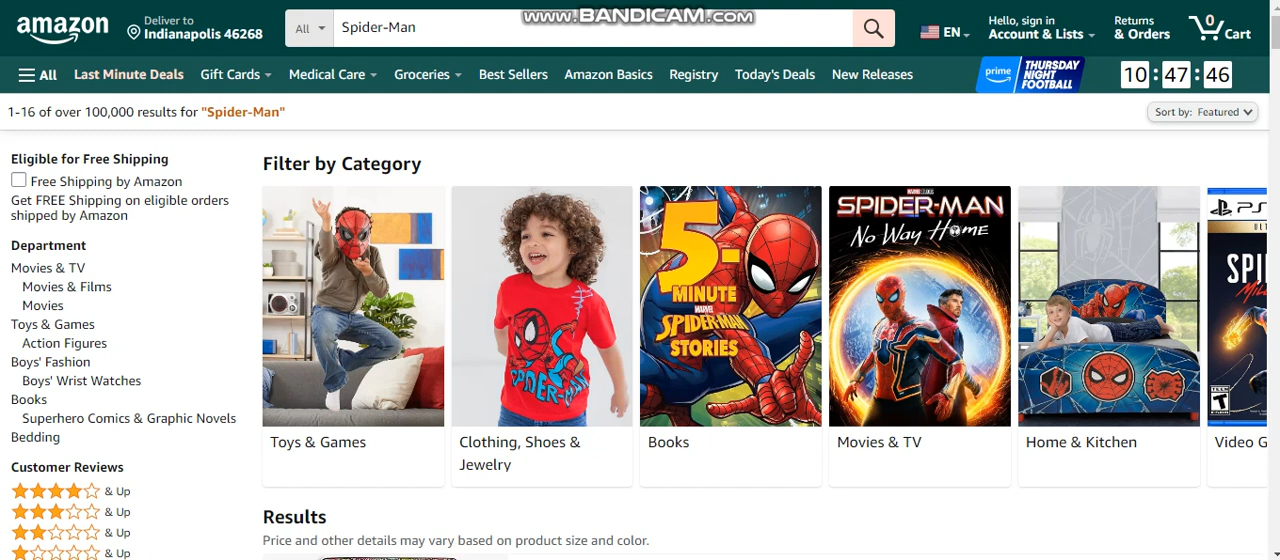 www.BANDICAM.com
amazon
Deliver to
Indianapolis 46268
All
Spider-Man
EN
Hello, sign in
Account & Lists
Returns
& Orders
0
Cart
All
Last Minute Deals
Gift Cards
Medical Care
Groceries
Best Sellers
Amazon Basics
Registry
Today's Deals
New Releases
prime
THURSDAY
NIGHT
FOOTBALL
10:47:46
1-16 of over 100,000 results for "Spider-Man"
Sort by: Featured
Eligible for Free Shipping
Free Shipping by Amazon
Get FREE Shipping on eligible orders
shipped by Amazon
Department
Movies & TV
Movies & Films
Movies
Toys & Games
Action Figures
Boys' Fashion
Boys' Wrist Watches
Books
Superhero Comics & Graphic Novels
Bedding
Customer Reviews
& Up
& Up
& Up
& Up
Filter by Category
SPIDER-MAN
5-
MINUTE
MARVEL
SPIDER-MAN
STORIES
MARVEL STUDIOS
SPIDER-MAN
No Way Home
PS
SPI
T
Toys & Games
Clothing, Shoes &
Jewelry
Books
Movies & TV
Home & Kitchen
Video G
Results
Price and other details may vary based on product size and color.